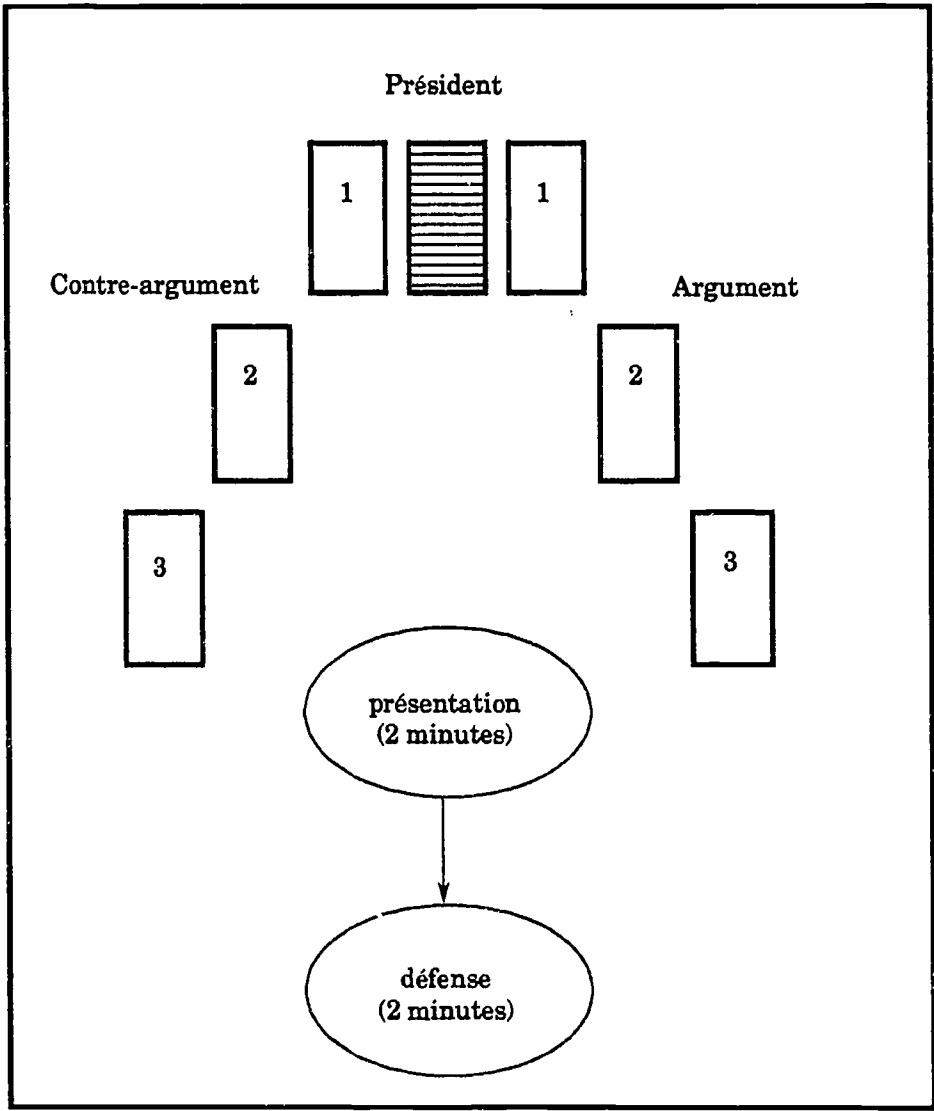 Président
1
1
Contre-argument
Argument
2
2
3
3
présentation
(2 minutes)
défense
(2 minutes)